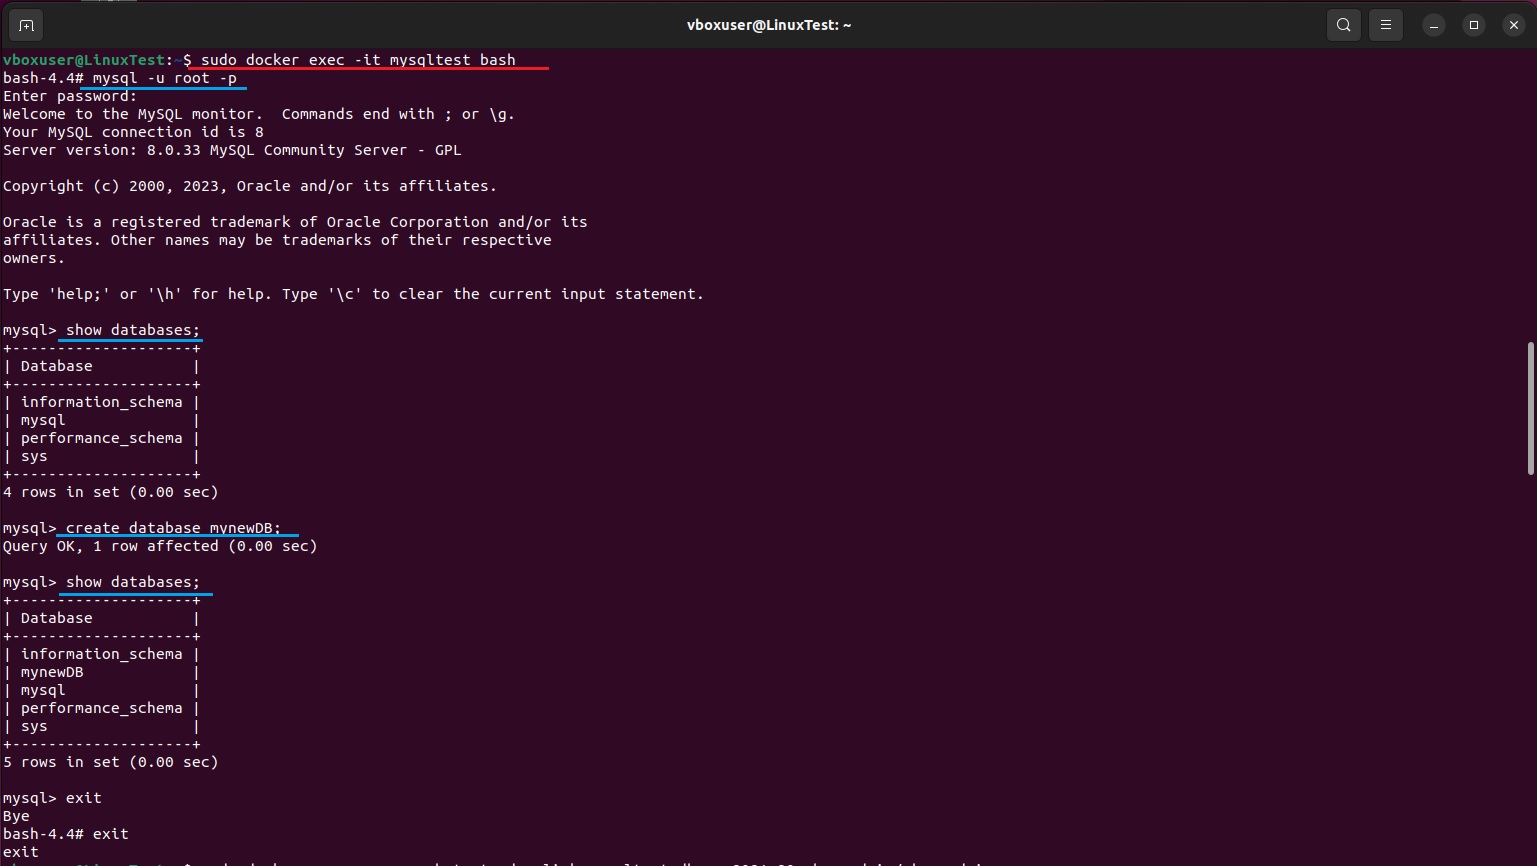 vboxuser@LinuxTest: ~
vboxuser@LinuxTest:~$ sudo docker exec -it mysqltest bash
bash-4.4# mysql -u root -p
Enter password:
Welcome to the MySQL monitor.  Commands end with ; or \g.
Your MySQL connection id is 8
Server version: 8.0.33 MySQL Community Server - GPL
Copyright (c) 2000, 2023, Oracle and/or its affiliates.
Oracle is a registered trademark of Oracle Corporation and/or its
affiliates. Other names may be trademarks of their respective
owners.
Type 'help;' or '\h' for help. Type '\c' to clear the current input statement.
mysql> show databases;
+--------------------+
| Database           |
+--------------------+
| information_schema |
| mysql              |
| performance_schema |
| sys                |
+--------------------+
4 rows in set (0.00 sec)
mysql> create database mynewDB;
Query OK, 1 row affected (0.00 sec)
mysql> show databases;
+--------------------+
| Database           |
+--------------------+
| information_schema |
| mynewDB            |
| mysql              |
| performance_schema |
| sys                |
+--------------------+
5 rows in set (0.00 sec)
mysql> exit
Bye
bash-4.4# exit
exit